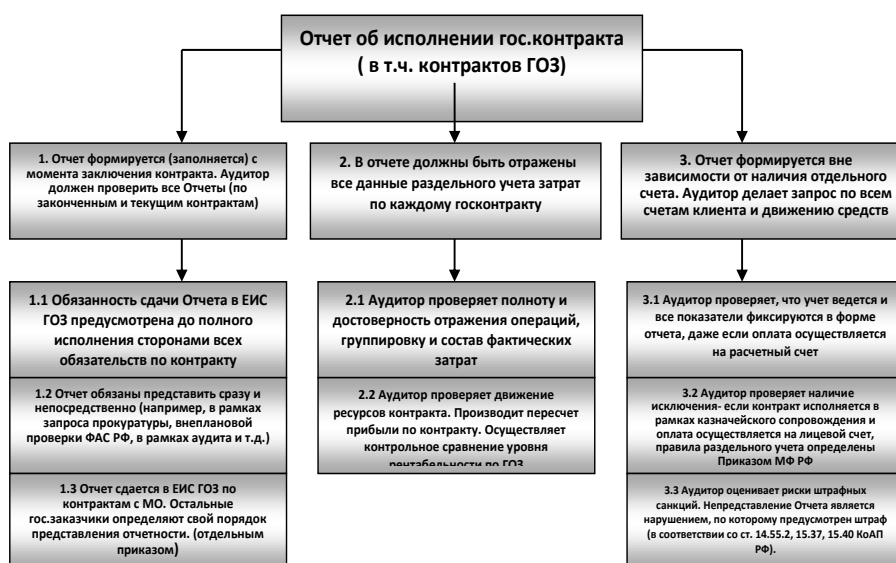 Отчет об исполнении гос.контракта
( в т.ч. контрактов ГОЗ)
1. Отчет формируется (заполняется) с
момента заключения контракта. Аудитор
должен проверить все Отчеты (по
законченным и текущим контрактам)
2. В отчете должны быть отражены
все данные раздельного учета затрат
по каждому госконтракту
3. Отчет формируется вне
зависимости от наличия отдельного
счета. Аудитор делает запрос по всем
счетам клиента и движению средств
1.1 Обязанность сдачи Отчета в ЕИС
ГОЗ предусмотрена до полного
исполнения сторонами всех
обязательств по контракту
2.1 Аудитор проверяет полноту и
достоверность отражения операций,
группировку и состав фактических
затрат
3.1 Аудитор проверяет, что учет ведется и
все показатели фиксируются в форме
отчета, даже если оплата осуществляется
на расчетный счет
1.2 Отчет обязаны представить сразу и
непосредственно (например, в рамках
запроса прокуратуры, внеплановой
проверки ФАС РФ, в рамках аудита и т.д.)
2.2 Аудитор проверяет движение
ресурсов контракта. Производит пересчет
прибыли по контракту. Осуществляет
контрольное сравнение уровня
рентабельности по ГОЗ
3.2 Аудитор проверяет наличие
исключения- если контракт исполняется в
рамках казначейского сопровождения и
оплата осуществляется на лицевой счет,
правила раздельного учета определены
Приказом МФ РФ
1.3 Отчет сдается в ЕИС ГОЗ по
контрактам с МО. Остальные
гос.заказчики определяют свой порядок
представления отчетности. (отдельным
приказом)
3.3 Аудитор оценивает риски штрафных
санкций. Непредставление Отчета является
нарушением, по которому предусмотрен штраф
(в соответствии со ст. 14.55.2, 15.37, 15.40 КоАП
РФ).